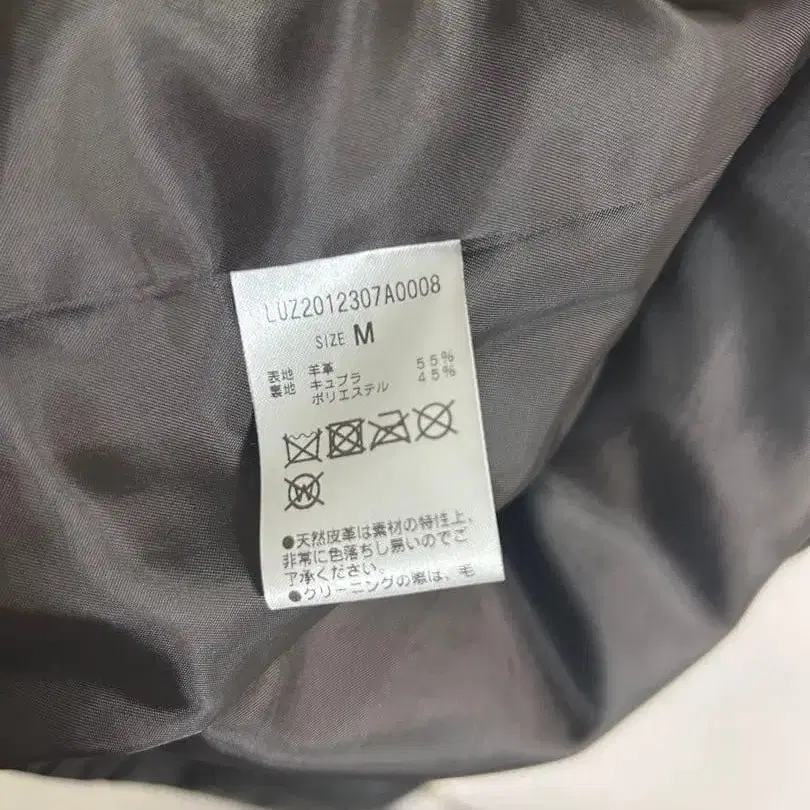 LUZ2012307A0008
SIZE M
表地 羊革
裏地 キュプラ 55%
ポリエステル 45%
W
●天然皮革は素材の特性上、
非常に色落ちし易いのでご
了承ください。
●クリーニングの際は、毛